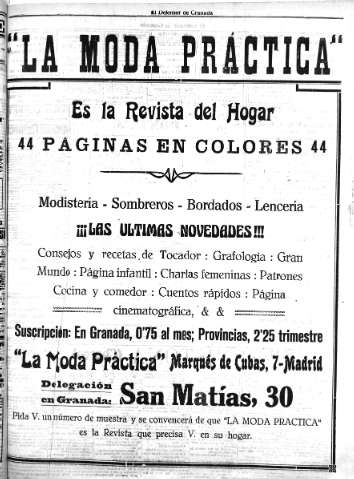 El Defensor de Granada
"LA MODA PRÁCTICA"
Es la Revista del Hogar
44 PÁGINAS EN COLORES 44
Modistería - Sombreros - Bordados - Lencería
¡¡¡LAS ULTIMAS NOVEDADES!!!
Consejos y recetas de Tocador : Grafología : Gran
Mundo : Página infantil : Charlas femeninas : Patrones
Cocina y comedor : Cuentos rápidos : Página
cinematográfica, & &
Suscripción: En Granada, 0'75 al mes; Provincias, 2'25 trimestre
"La Moda Práctica" Marqués de Cubas, 7-Madrid
Delegación
en Granada: San Matías, 30
Pida V. un número de muestra y se convencerá de que "LA MODA PRACTICA"
es la Revista que precisa V. en su hogar.